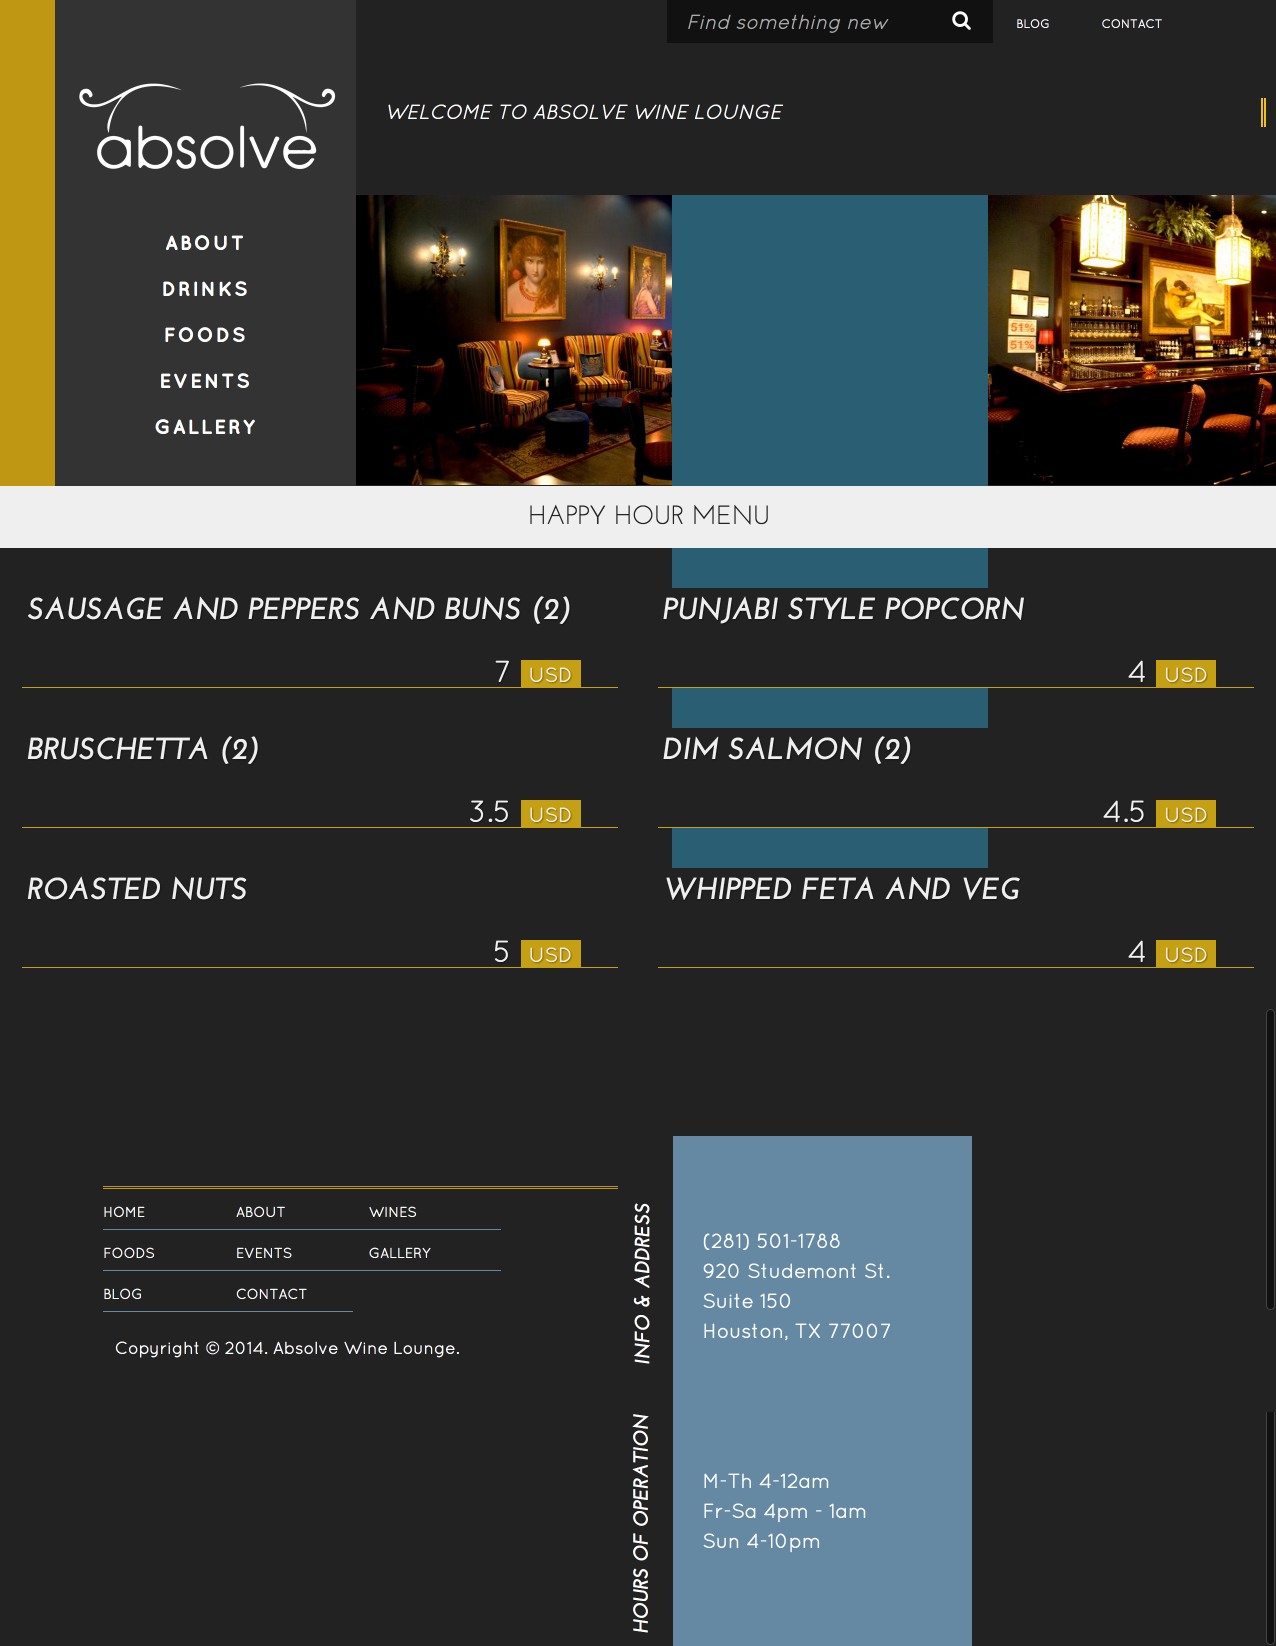 Find something new
BLOG
CONTACT
absolve
WELCOME TO ABSOLVE WINE LOUNGE
ABOUT
DRINKS
FOODS
EVENTS
GALLERY
51%
51%
HAPPY HOUR MENU
SAUSAGE AND PEPPERS AND BUNS (2)
7 USD
PUNJABI STYLE POPCORN
4 USD
BRUSCHETTA (2)
3.5 USD
DIM SALMON (2)
4.5 USD
ROASTED NUTS
5 USD
WHIPPED FETA AND VEG
4 USD
HOME ABOUT WINES
FOODS EVENTS GALLERY
BLOG CONTACT
Copyright © 2014. Absolve Wine Lounge.
INFO & ADDRESS
(281) 501-1788
920 Studemont St.
Suite 150
Houston, TX 77007
HOURS OF OPERATION
M-Th 4-12am
Fr-Sa 4pm - 1am
Sun 4-10pm